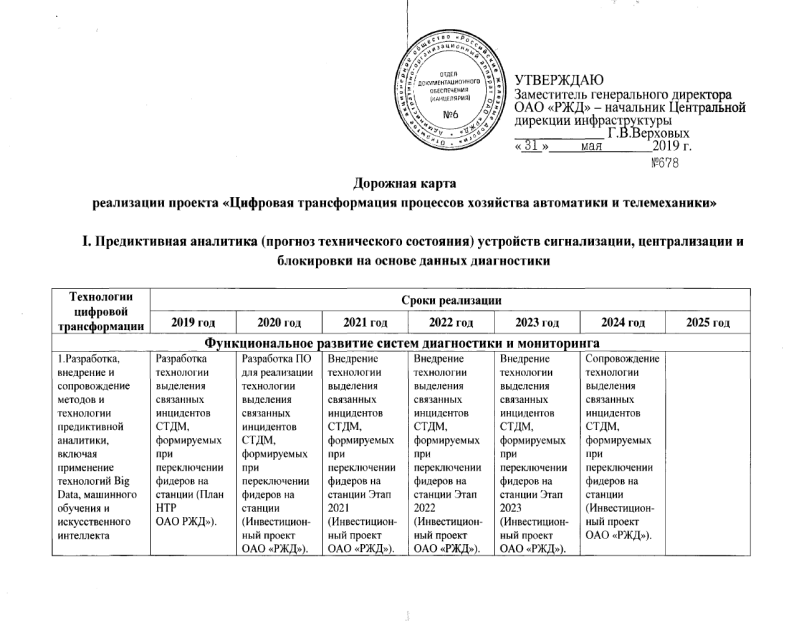 Открытое акционерное общество «Российские железные дороги»
ОТДЕЛ
ДОКУМЕНТАЦИОННОГО
ОБЕСПЕЧЕНИЯ
(КАНЦЕЛЯРИЯ)
№6
УТВЕРЖДАЮ
Заместитель генерального директора
ОАО «РЖД» – начальник Центральной
дирекции инфраструктуры
Г.В.Верховых
« 31 » мая 2019 г.
№678
Дорожная карта
реализации проекта «Цифровая трансформация процессов хозяйства автоматики и телемеханики»
I. Предиктивная аналитика (прогноз технического состояния) устройств сигнализации, централизации и
блокировки на основе данных диагностики
Технологии
цифровой
трансформации
Сроки реализации
2019 год
2020 год
2021 год
2022 год
2023 год
2024 год
2025 год
Функциональное развитие систем диагностики и мониторинга
1.Разработка,
внедрение и
сопровождение
методов и
технологии
предиктивной
аналитики,
включая
применение
технологий Big
Data, машинного
обучения и
искусственного
интеллекта
Разработка
технологии
выделения
связанных
инцидентов
СТДМ,
формируемых
при
переключении
фидеров на
станции (План
НТР
ОАО РЖД»).
Разработка ПО
для реализации
технологии
выделения
связанных
инцидентов
СТДМ,
формируемых
при
переключении
фидеров на
станции
(Инвестицион-
ный проект
ОАО «РЖД»).
Внедрение
технологии
выделения
связанных
инцидентов
СТДМ,
формируемых
при
переключении
фидеров на
станции Этап
2021
(Инвестицион-
ный проект
ОАО «РЖД»).
Внедрение
технологии
выделения
связанных
инцидентов
СТДМ,
формируемых
при
переключении
фидеров на
станции Этап
2022
(Инвестицион-
ный проект
ОАО «РЖД»).
Внедрение
технологии
выделения
связанных
инцидентов
СТДМ,
формируемых
при
переключении
фидеров на
станции Этап
2023
(Инвестицион-
ный проект
ОАО «РЖД»).
Сопровождение
технологии
выделения
связанных
инцидентов
СТДМ,
формируемых
при
переключении
фидеров на
станции
(Инвестицион-
ный проект
ОАО «РЖД»).